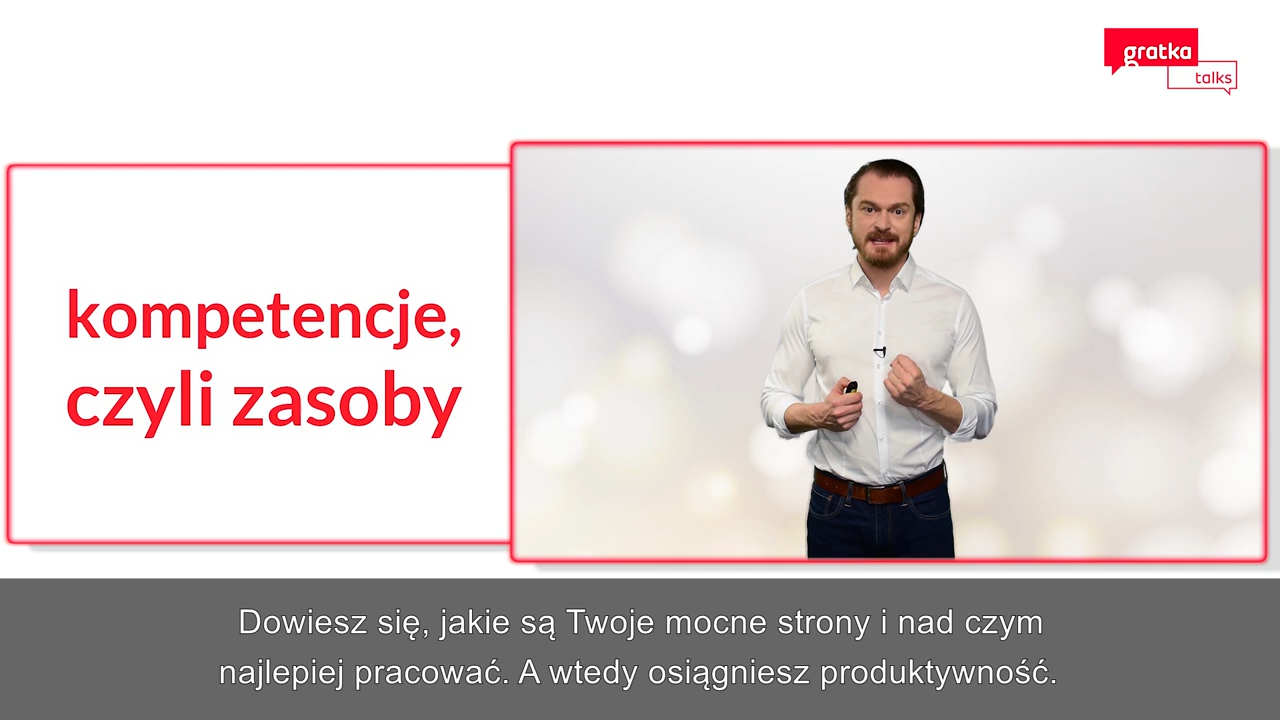 gratka
talks
kompetencje,
czyli zasoby
Dowiesz się, jakie są Twoje mocne strony i nad czym
najlepiej pracować. A wtedy osiągniesz produktywność.